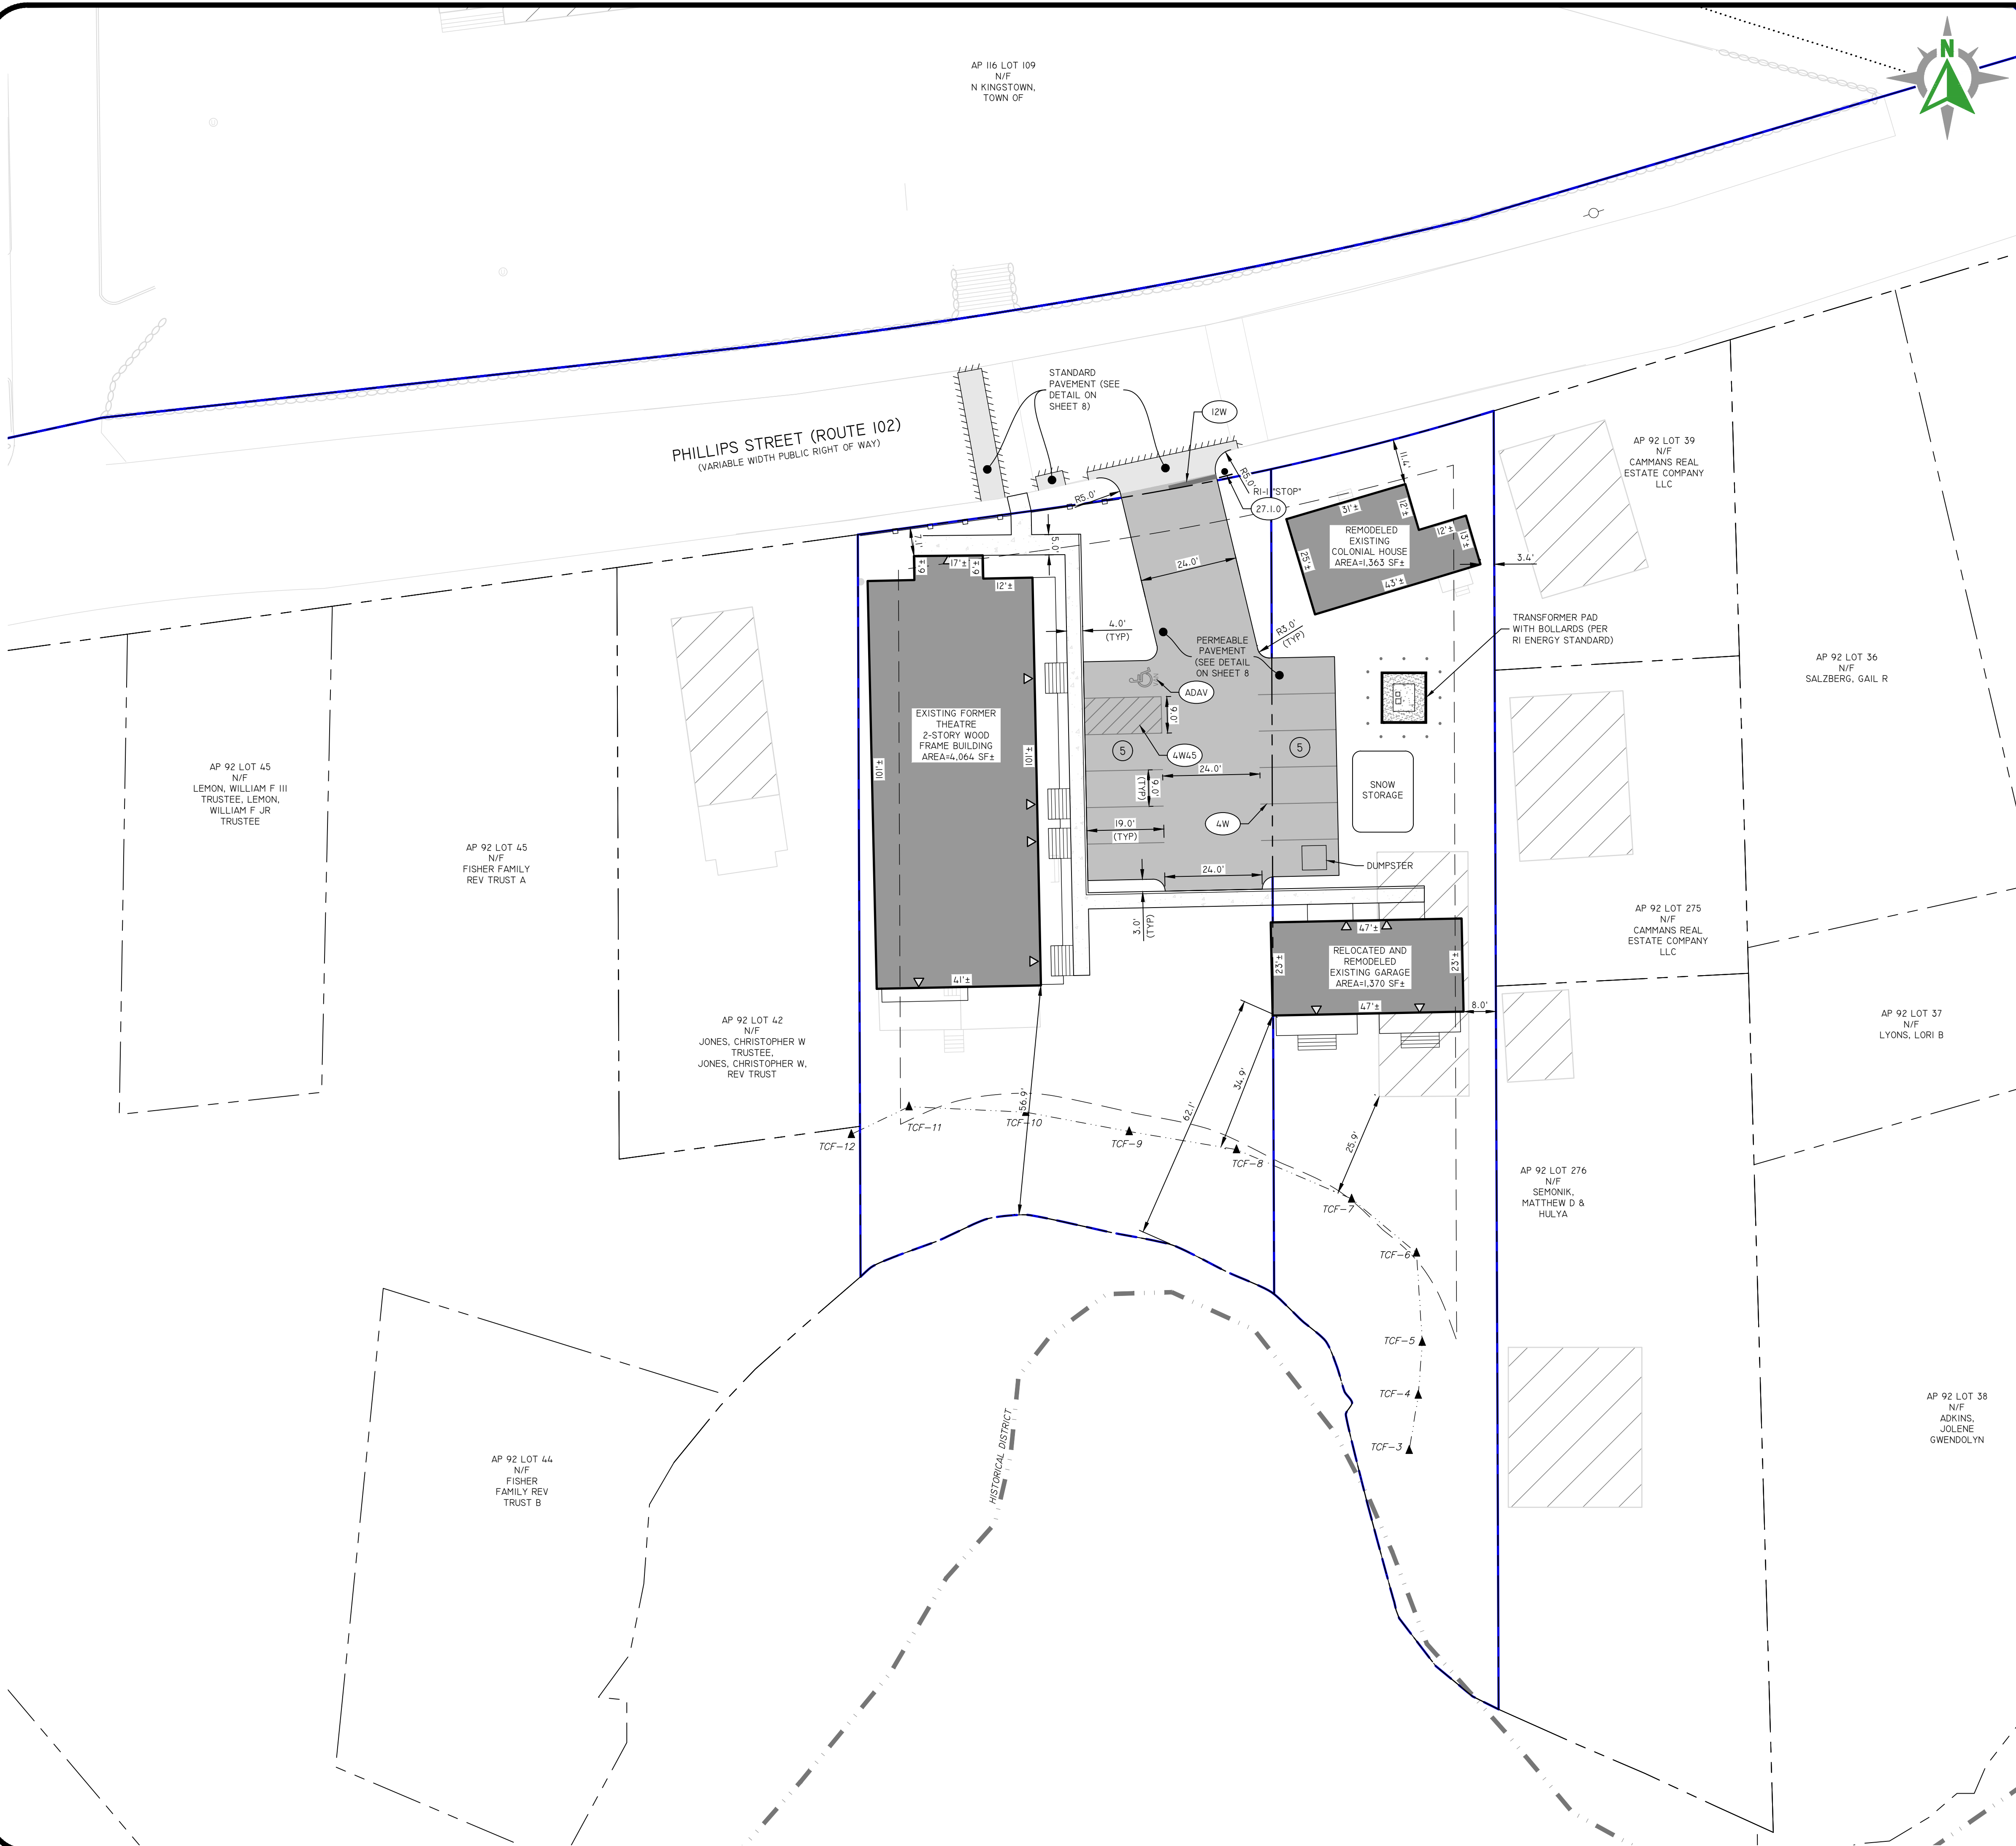 N
AP 116 LOT 109
N/F
N KINGSTOWN,
TOWN OF
STANDARD
PAVEMENT (SEE
DETAIL ON
SHEET 8)
12W
PHILLIPS STREET (ROUTE 102)
(VARIABLE WIDTH PUBLIC RIGHT OF WAY)
R5.0'
R5.0'
R1-1 "STOP"
27.1.0
11.4'
AP 92 LOT 39
N/F
CAMMANS REAL
ESTATE COMPANY
LLC
31'±
12'±
12'±
13'±
25'±
43'±
REMODELED
EXISTING
COLONIAL HOUSE
AREA=1,363 SF±
3.4'
7.1'
5.0'
6'±
17'±
6'±
12'±
24.0'
4.0'
(TYP)
R3.0'
(TYP)
PERMEABLE
PAVEMENT
(SEE DETAIL
ON SHEET 8
TRANSFORMER PAD
WITH BOLLARDS (PER
RI ENERGY STANDARD)
AP 92 LOT 36
N/F
SALZBERG, GAIL R
ADAV
9.0'
EXISTING FORMER
THEATRE
2-STORY WOOD
FRAME BUILDING
AREA=4,064 SF±
101'±
101'±
5
4W45
5
24.0'
9.0'
(TYP)
19.0'
(TYP)
4W
SNOW
STORAGE
AP 92 LOT 45
N/F
LEMON, WILLIAM F III
TRUSTEE, LEMON,
WILLIAM F JR
TRUSTEE
AP 92 LOT 45
N/F
FISHER FAMILY
REV TRUST A
24.0'
DUMPSTER
3.0'
(TYP)
AP 92 LOT 275
N/F
CAMMANS REAL
ESTATE COMPANY
LLC
47'±
23'±
RELOCATED AND
REMODELED
EXISTING GARAGE
AREA=1,370 SF±
23'±
47'±
8.0'
41'±
AP 92 LOT 42
N/F
JONES, CHRISTOPHER W
TRUSTEE,
JONES, CHRISTOPHER W,
REV TRUST
AP 92 LOT 37
N/F
LYONS, LORI B
56.9'
62.1'
34.9'
25.9'
TCF-12
TCF-11
TCF-10
TCF-9
TCF-8
TCF-7
TCF-6
TCF-5
TCF-4
TCF-3
AP 92 LOT 276
N/F
SEMONIK,
MATTHEW D &
HULYA
AP 92 LOT 38
N/F
ADKINS,
JOLENE
GWENDOLYN
AP 92 LOT 44
N/F
FISHER
FAMILY REV
TRUST B
HISTORICAL DISTRICT